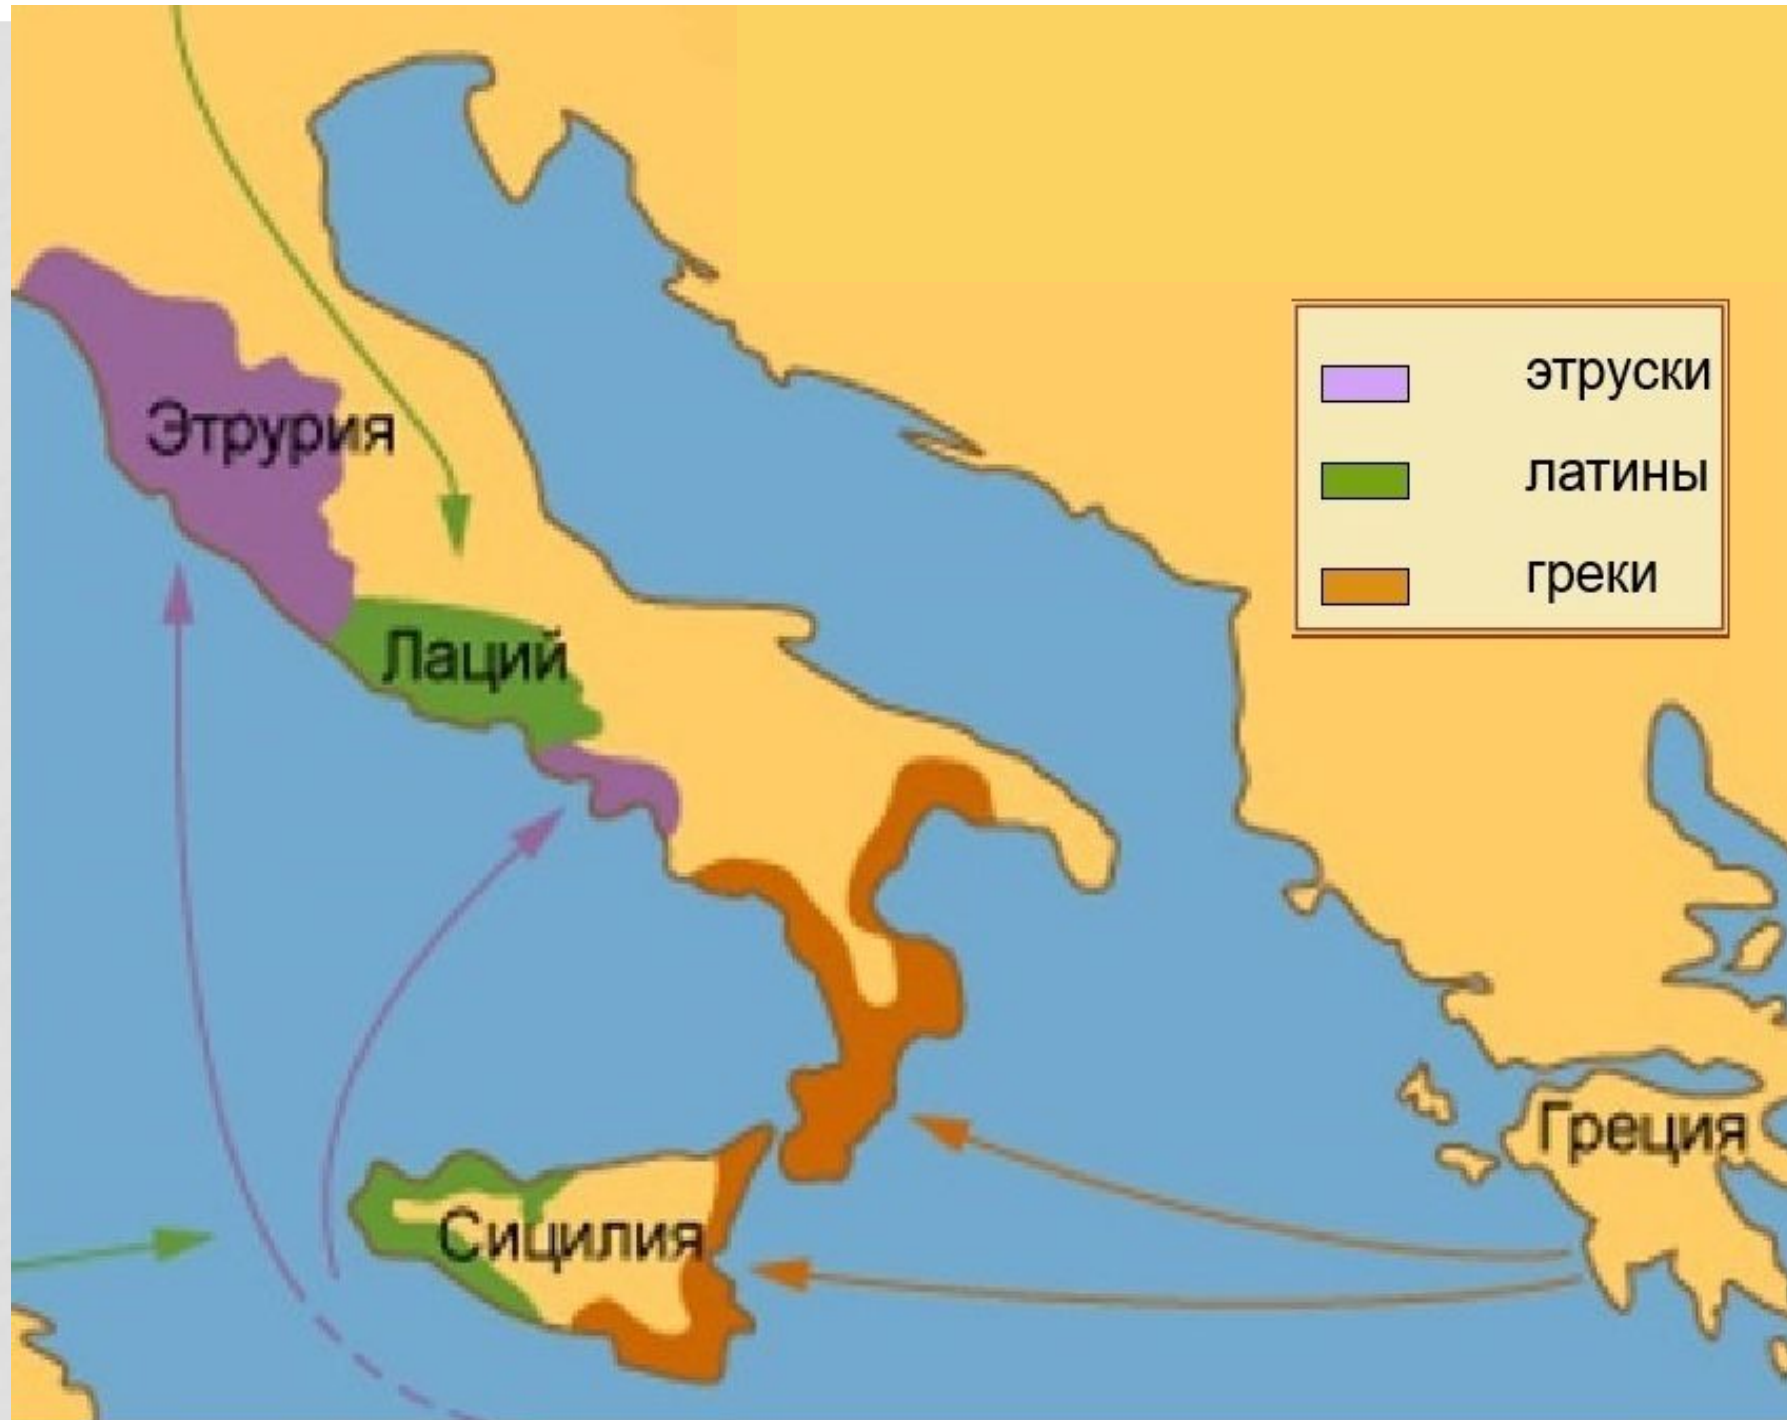 этруски
Этрурия
латины
греки
Лаций
Греция
Сицилия